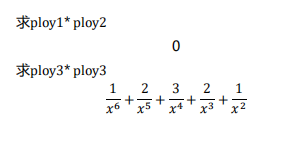 求ploy1* ploy2
0
求ploy3* ploy3
1/x^6 + 2/x^5 + 3/x^4 + 2/x^3 + 1/x^2